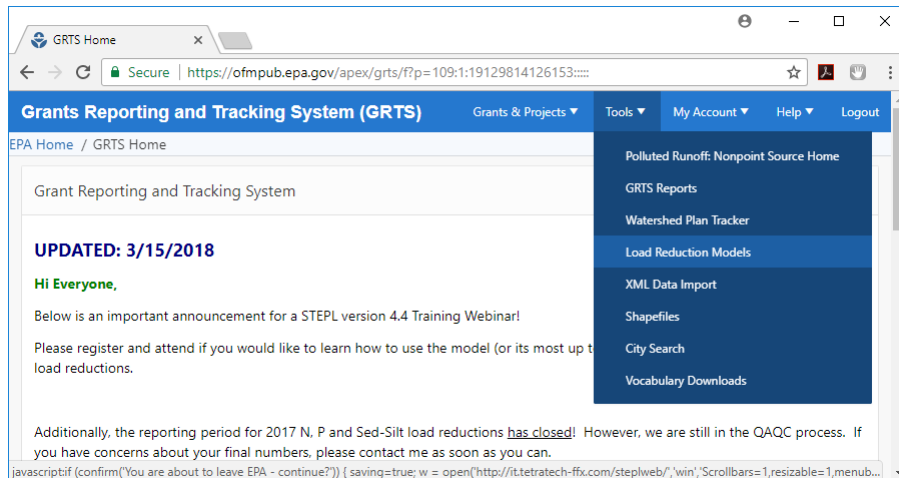 GRTS Home
Secure | https://ofmpub.epa.gov/apex/grts/f?p=109:1:19129814126153:::::
Grants Reporting and Tracking System (GRTS)
Grants & Projects ▼
Tools ▼
My Account ▼
Help ▼
Logout
EPA Home / GRTS Home
Polluted Runoff: Nonpoint Source Home
GRTS Reports
Watershed Plan Tracker
Load Reduction Models
XML Data Import
Shapefiles
City Search
Vocabulary Downloads
Grant Reporting and Tracking System
UPDATED: 3/15/2018
Hi Everyone,
Below is an important announcement for a STEPL version 4.4 Training Webinar!
Please register and attend if you would like to learn how to use the model (or its most up t
load reductions.
Additionally, the reporting period for 2017 N, P and Sed-Silt load reductions has closed! However, we are still in the QAQC process. If
you have concerns about your final numbers, please contact me as soon as you can.
javascript:if (confirm('You are about to leave EPA - continue?')) { saving=true; w = open('http://it.tetratech-ffx.com/steplweb/','win','Scrollbars=1,resizable=1,menub...